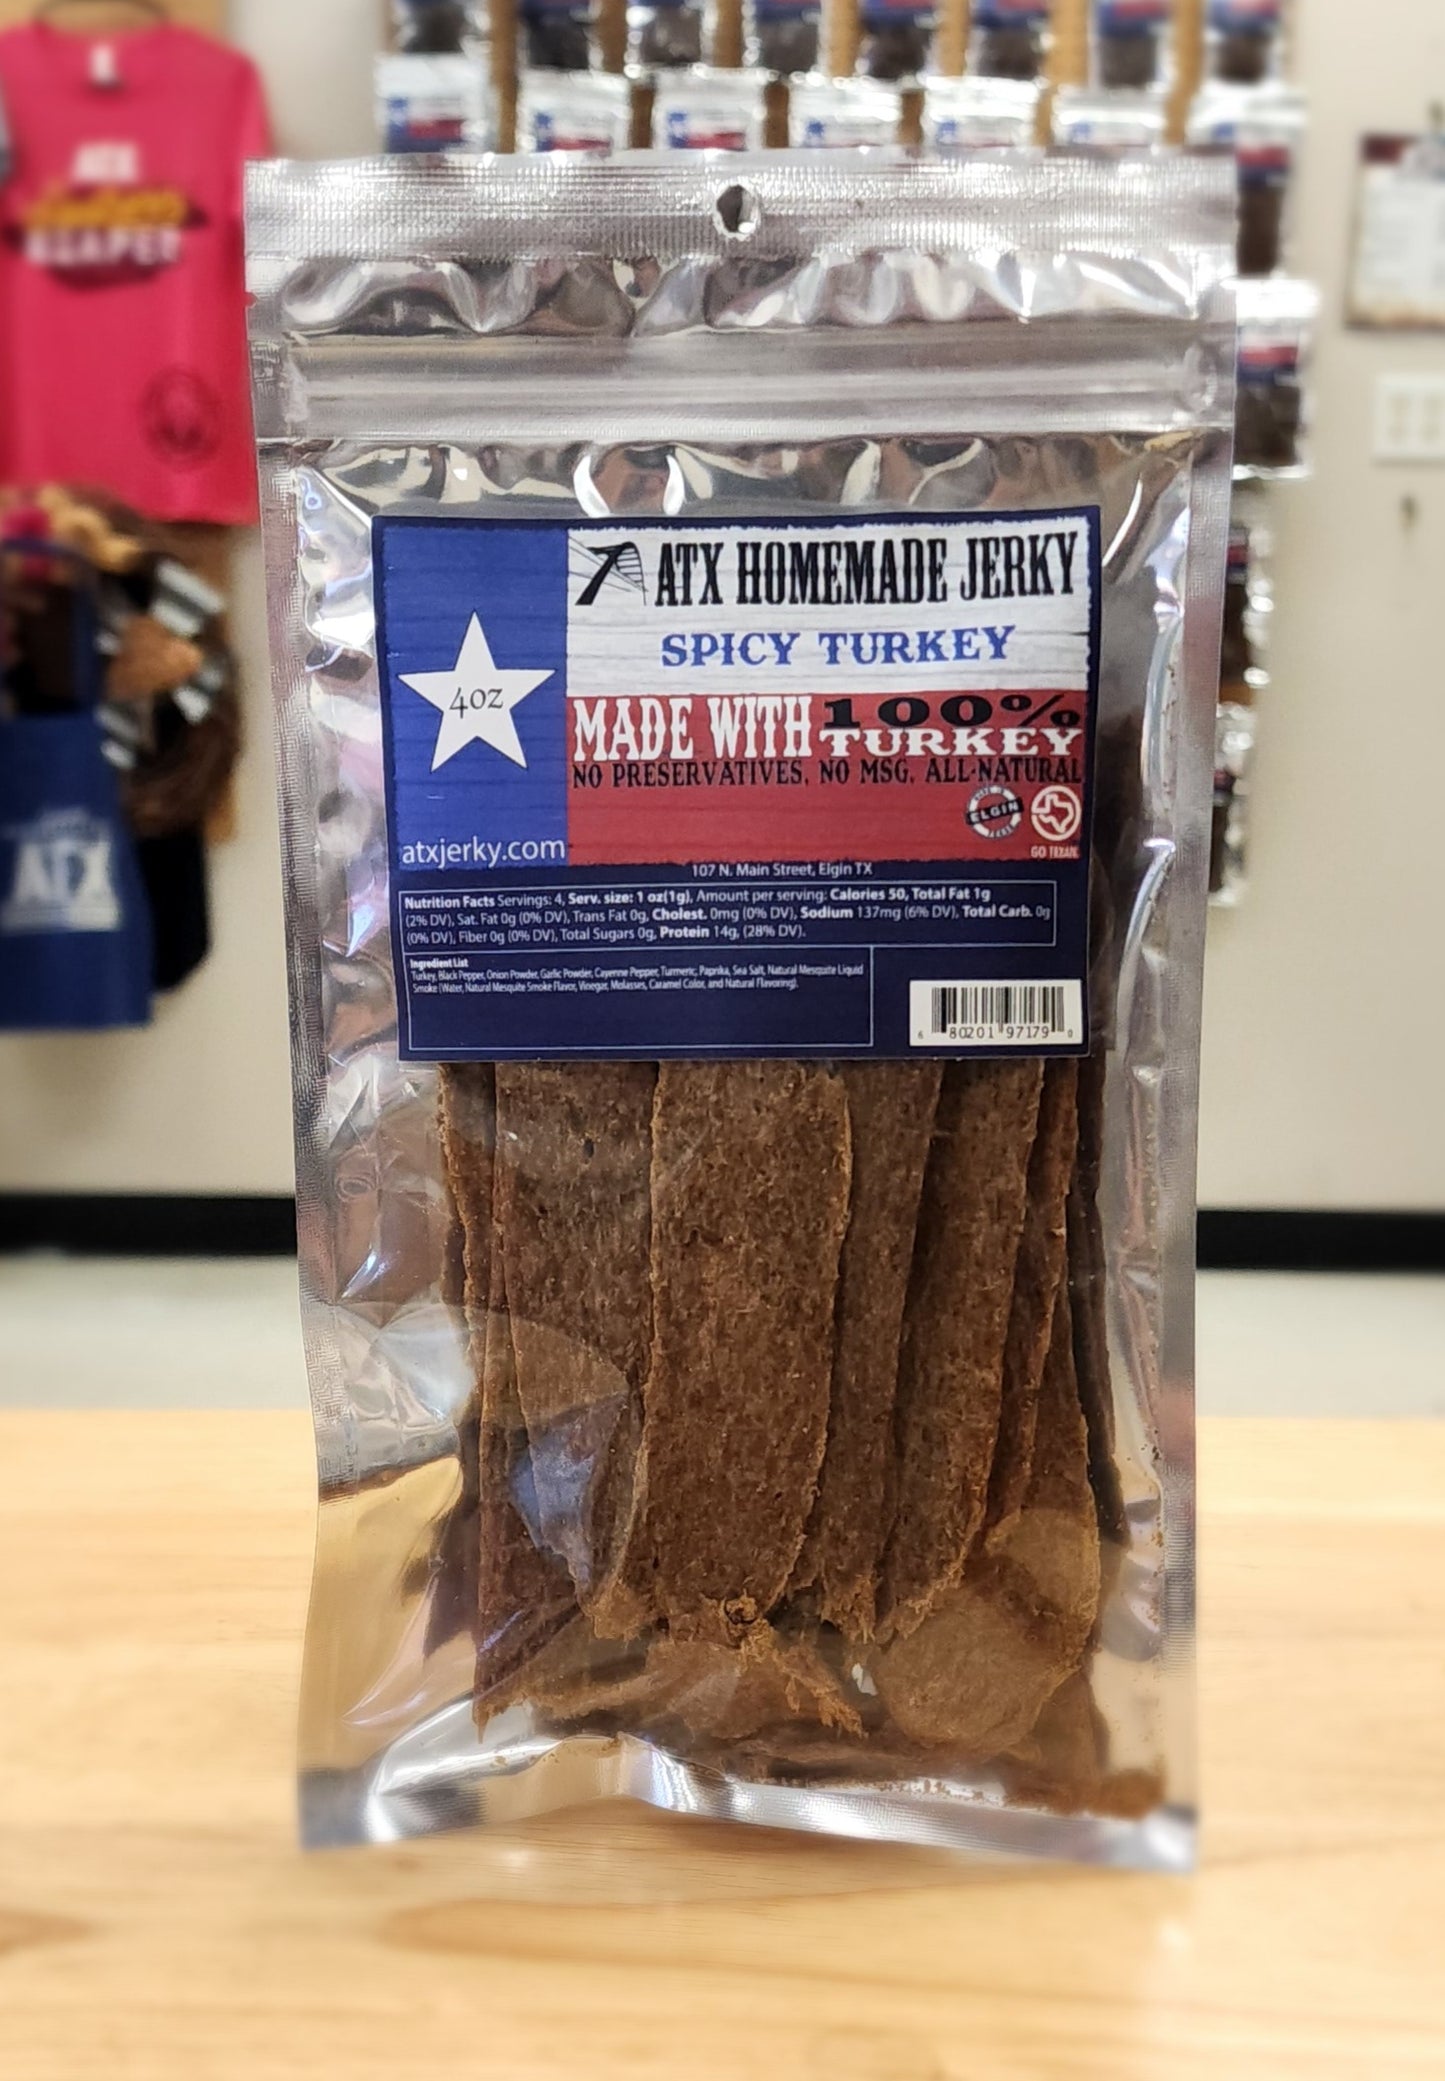 ATX
4oz
ATX HOMEMADE JERKY
SPICY TURKEY
MADE WITH 100% TURKEY
NO PRESERVATIVES, NO MSG, ALL-NATURAL
ELGIN
GO TEXAN.
atxjerky.com
107 N. Main Street, Elgin TX
Nutrition Facts Servings: 4, Serv. size: 1 oz(1g), Amount per serving: Calories 50, Total Fat 1g
(2% DV), Sat. Fat 0g (0% DV), Trans Fat 0g, Cholest. 0mg (0% DV), Sodium 137mg (6% DV), Total Carb. 0g
(0% DV), Fiber 0g (0% DV), Total Sugars 0g, Protein 14g, (28% DV).
Ingredient List
Turkey, Black Pepper, Onion Powder, Garlic Powder, Cayenne Pepper, Turmeric, Paprika, Sea Salt, Natural Mesquite Liquid
Smoke (Water, Natural Mesquite Smoke Flavor, Vinegar, Molasses, Caramel Color, and Natural Flavoring).
6 80201 97179 0
ATX